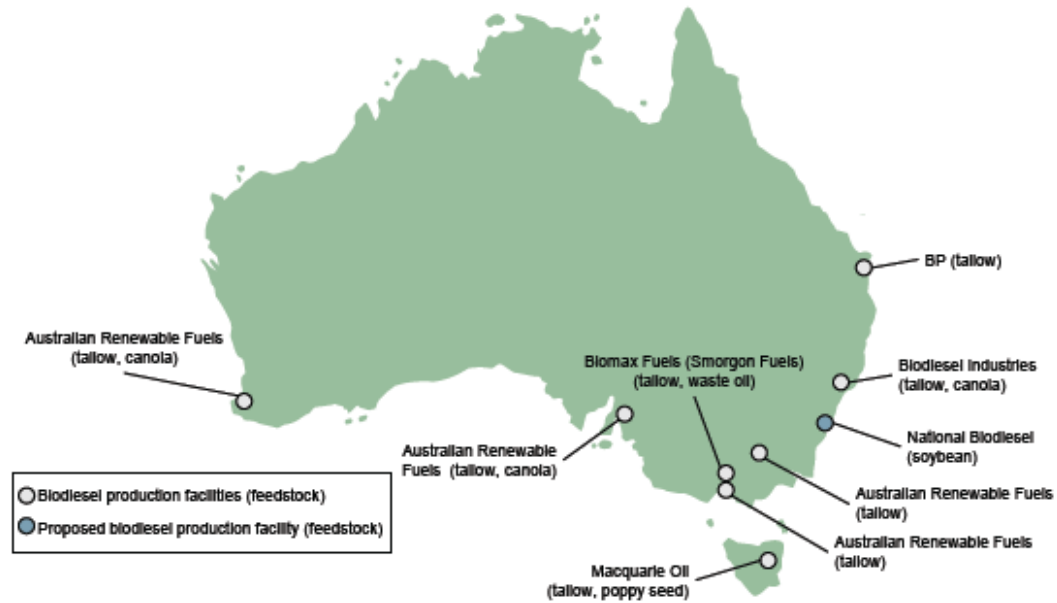 BP (tallow)
Australian Renewable Fuels
(tallow, canola)
Biomax Fuels (Smorgon Fuels)
(tallow, waste oil)
Biodiesel Industries
(tallow, canola)
National Biodiesel
(soybean)
Australian Renewable
Fuels (tallow, canola)
Biodiesel production facilities (feedstock)
Proposed biodiesel production facility (feedstock)
Australian Renewable Fuels
(tallow)
Australian Renewable Fuels
(tallow)
Macquarie Oil
(tallow, poppy seed)